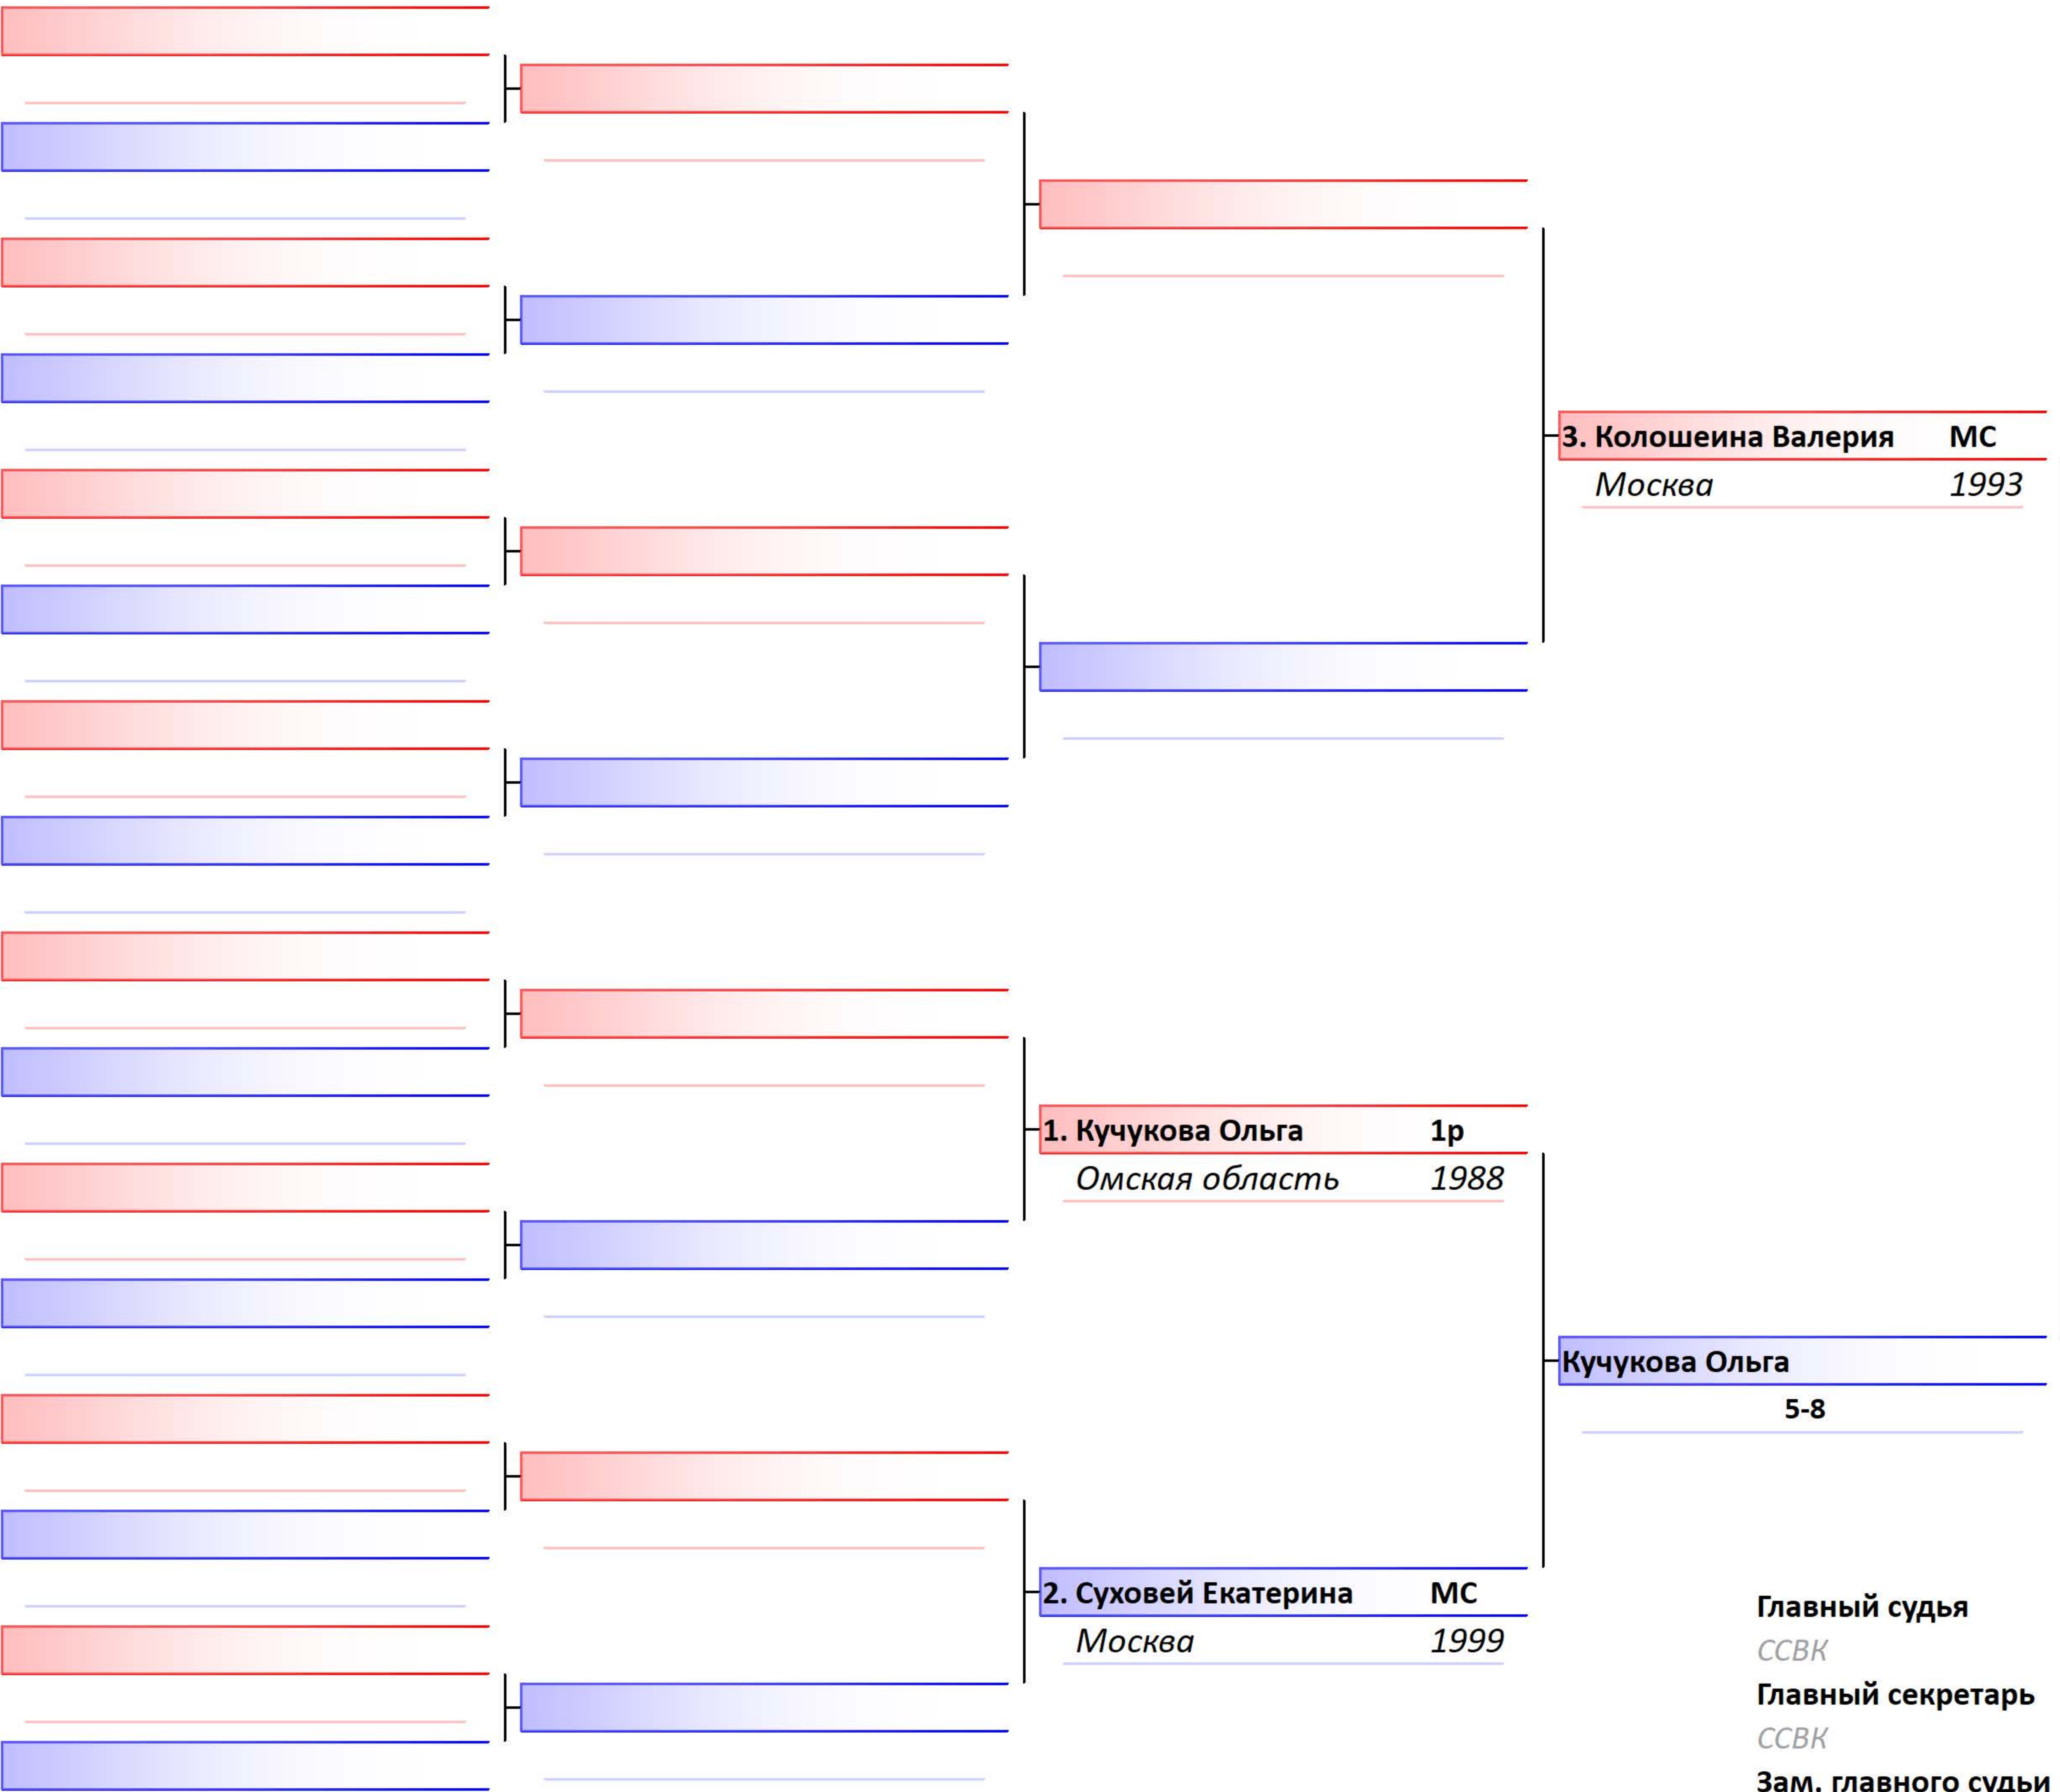 3. Колошеина Валерия МС
Москва 1993
1. Кучукова Ольга 1р
Омская область 1988
Кучукова Ольга
5-8
2. Суховей Екатерина МС
Москва 1999
Главный судья
ССВК
Главный секретарь
ССВК
Зам. главного судьи